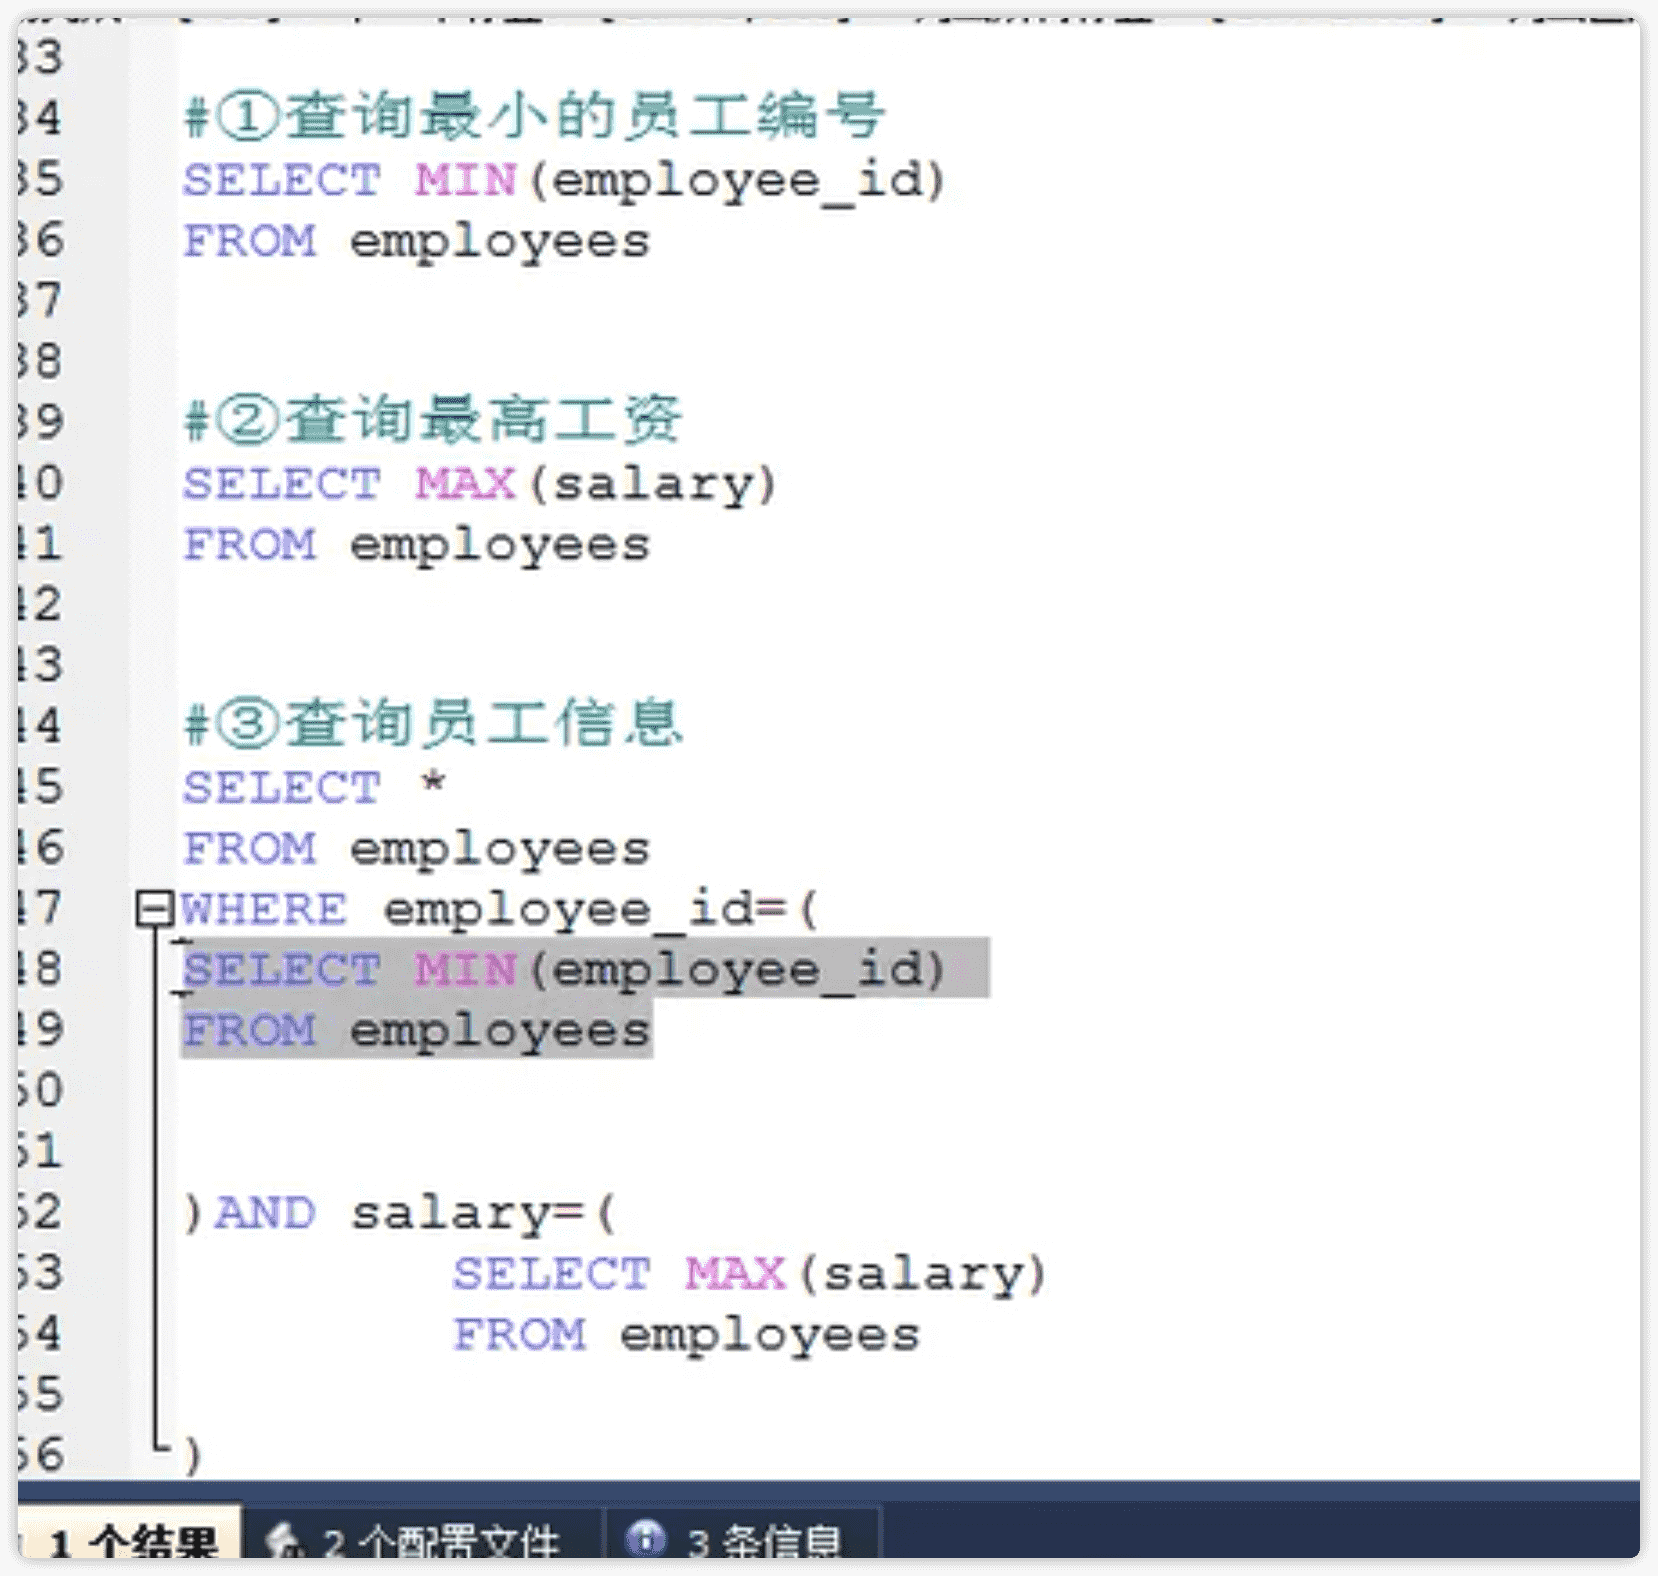 33
34 #①查询最小的员工编号
35 SELECT MIN(employee_id)
36 FROM employees
37
38
39 #②查询最高工资
40 SELECT MAX(salary)
41 FROM employees
42
43
44 #③查询员工信息
45 SELECT *
46 FROM employees
47 WHERE employee_id=(
48 SELECT MIN(employee_id)
49 FROM employees
50
51
52 )AND salary=(
53 SELECT MAX(salary)
54 FROM employees
55
56 )
1 个结果 2 个配置文件 3 条信息